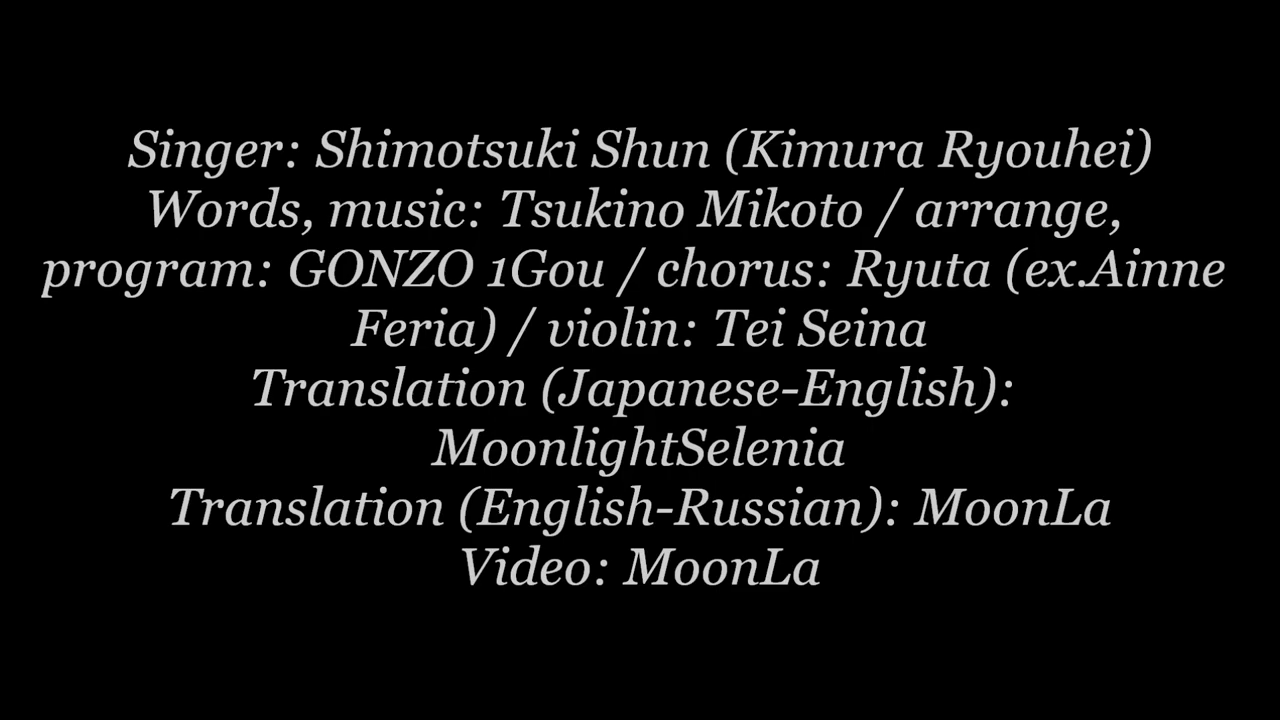 Singer: Shimotsuki Shun (Kimura Ryouhei)
Words, music: Tsukino Mikoto / arrange,
program: GONZO 1Gou / chorus: Ryuta (ex.Ainne
Feria) / violin: Tei Seina
Translation (Japanese-English):
MoonlightSelenia
Translation (English-Russian): MoonLa
Video: MoonLa